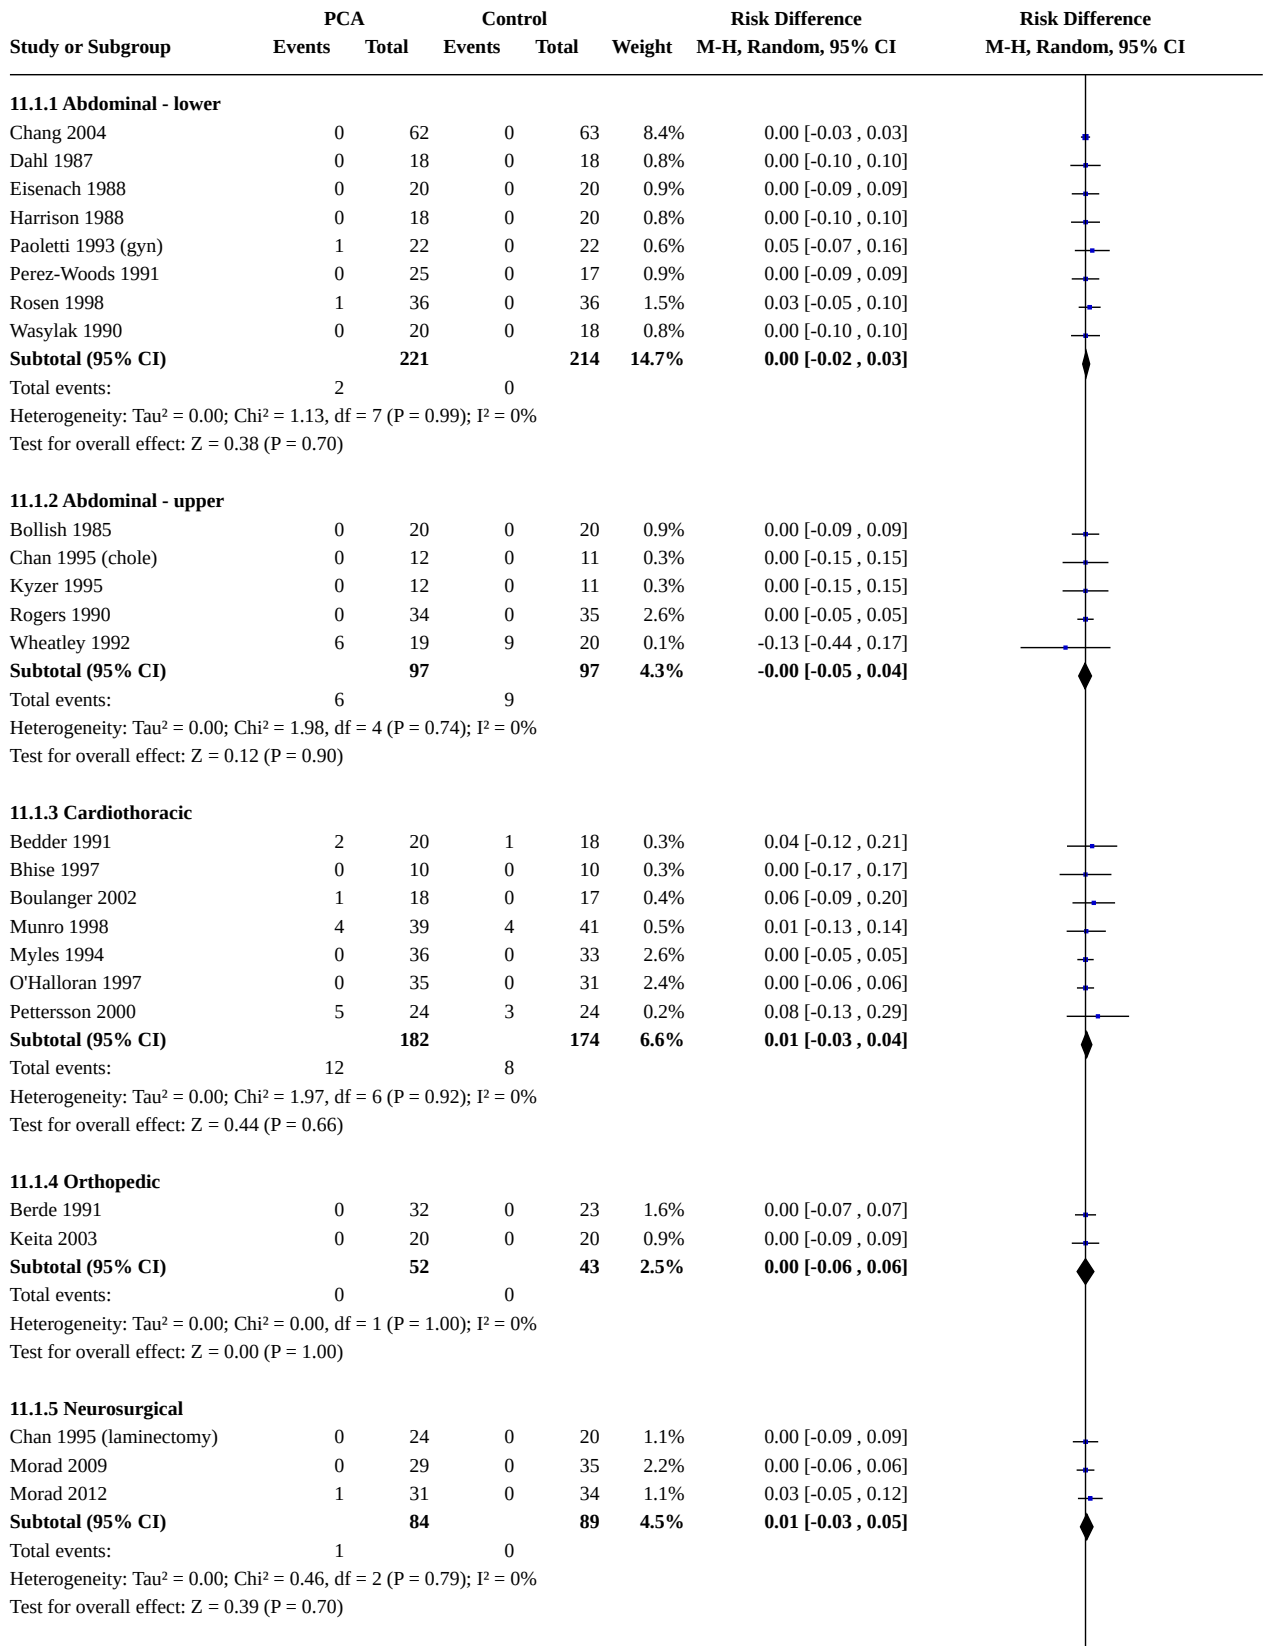 PCA Control Risk Difference Risk Difference
Study or Subgroup Events Total Events Total Weight M-H, Random, 95% CI M-H, Random, 95% CI
11.1.1 Abdominal - lower
Chang 2004 0 62 0 63 8.4% 0.00 [-0.03 , 0.03]
Dahl 1987 0 18 0 18 0.8% 0.00 [-0.10 , 0.10]
Eisenach 1988 0 20 0 20 0.9% 0.00 [-0.09 , 0.09]
Harrison 1988 0 18 0 20 0.8% 0.00 [-0.10 , 0.10]
Paoletti 1993 (gyn) 1 22 0 22 0.6% 0.05 [-0.07 , 0.16]
Perez-Woods 1991 0 25 0 17 0.9% 0.00 [-0.09 , 0.09]
Rosen 1998 1 36 0 36 1.5% 0.03 [-0.05 , 0.10]
Wasylak 1990 0 20 0 18 0.8% 0.00 [-0.10 , 0.10]
Subtotal (95% CI) 221 214 14.7% 0.00 [-0.02 , 0.03]
Total events: 2 0
Heterogeneity: Tau² = 0.00; Chi² = 1.13, df = 7 (P = 0.99); I² = 0%
Test for overall effect: Z = 0.38 (P = 0.70)
11.1.2 Abdominal - upper
Bollish 1985 0 20 0 20 0.9% 0.00 [-0.09 , 0.09]
Chan 1995 (chole) 0 12 0 11 0.3% 0.00 [-0.15 , 0.15]
Kyzer 1995 0 12 0 11 0.3% 0.00 [-0.15 , 0.15]
Rogers 1990 0 34 0 35 2.6% 0.00 [-0.05 , 0.05]
Wheatley 1992 6 19 9 20 0.1% -0.13 [-0.44 , 0.17]
Subtotal (95% CI) 97 97 4.3% -0.00 [-0.05 , 0.04]
Total events: 6 9
Heterogeneity: Tau² = 0.00; Chi² = 1.98, df = 4 (P = 0.74); I² = 0%
Test for overall effect: Z = 0.12 (P = 0.90)
11.1.3 Cardiothoracic
Bedder 1991 2 20 1 18 0.3% 0.04 [-0.12 , 0.21]
Bhise 1997 0 10 0 10 0.3% 0.00 [-0.17 , 0.17]
Boulanger 2002 1 18 0 17 0.4% 0.06 [-0.09 , 0.20]
Munro 1998 4 39 4 41 0.5% 0.01 [-0.13 , 0.14]
Myles 1994 0 36 0 33 2.6% 0.00 [-0.05 , 0.05]
O'Halloran 1997 0 35 0 31 2.4% 0.00 [-0.06 , 0.06]
Pettersson 2000 5 24 3 24 0.2% 0.08 [-0.13 , 0.29]
Subtotal (95% CI) 182 174 6.6% 0.01 [-0.03 , 0.04]
Total events: 12 8
Heterogeneity: Tau² = 0.00; Chi² = 1.97, df = 6 (P = 0.92); I² = 0%
Test for overall effect: Z = 0.44 (P = 0.66)
11.1.4 Orthopedic
Berde 1991 0 32 0 23 1.6% 0.00 [-0.07 , 0.07]
Keita 2003 0 20 0 20 0.9% 0.00 [-0.09 , 0.09]
Subtotal (95% CI) 52 43 2.5% 0.00 [-0.06 , 0.06]
Total events: 0 0
Heterogeneity: Tau² = 0.00; Chi² = 0.00, df = 1 (P = 1.00); I² = 0%
Test for overall effect: Z = 0.00 (P = 1.00)
11.1.5 Neurosurgical
Chan 1995 (laminectomy) 0 24 0 20 1.1% 0.00 [-0.09 , 0.09]
Morad 2009 0 29 0 35 2.2% 0.00 [-0.06 , 0.06]
Morad 2012 1 31 0 34 1.1% 0.03 [-0.05 , 0.12]
Subtotal (95% CI) 84 89 4.5% 0.01 [-0.03 , 0.05]
Total events: 1 0
Heterogeneity: Tau² = 0.00; Chi² = 0.46, df = 2 (P = 0.79); I² = 0%
Test for overall effect: Z = 0.39 (P = 0.70)